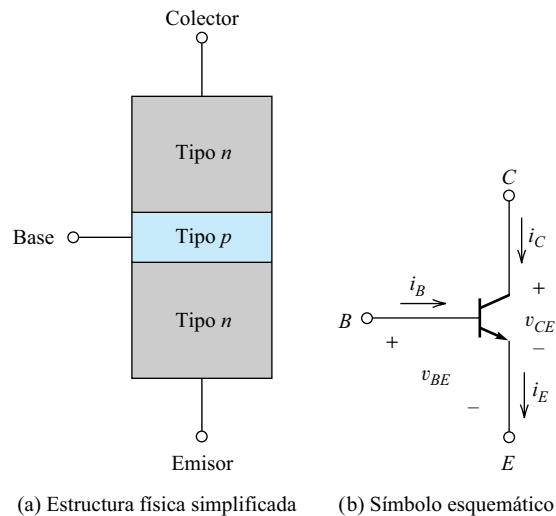 Colector
Tipo n
Base
Tipo p
Tipo n
Emisor
(a) Estructura física simplificada
C
i_C
i_B
+
B
v_CE
+
−
v_BE
i_E
−
E
(b) Símbolo esquemático